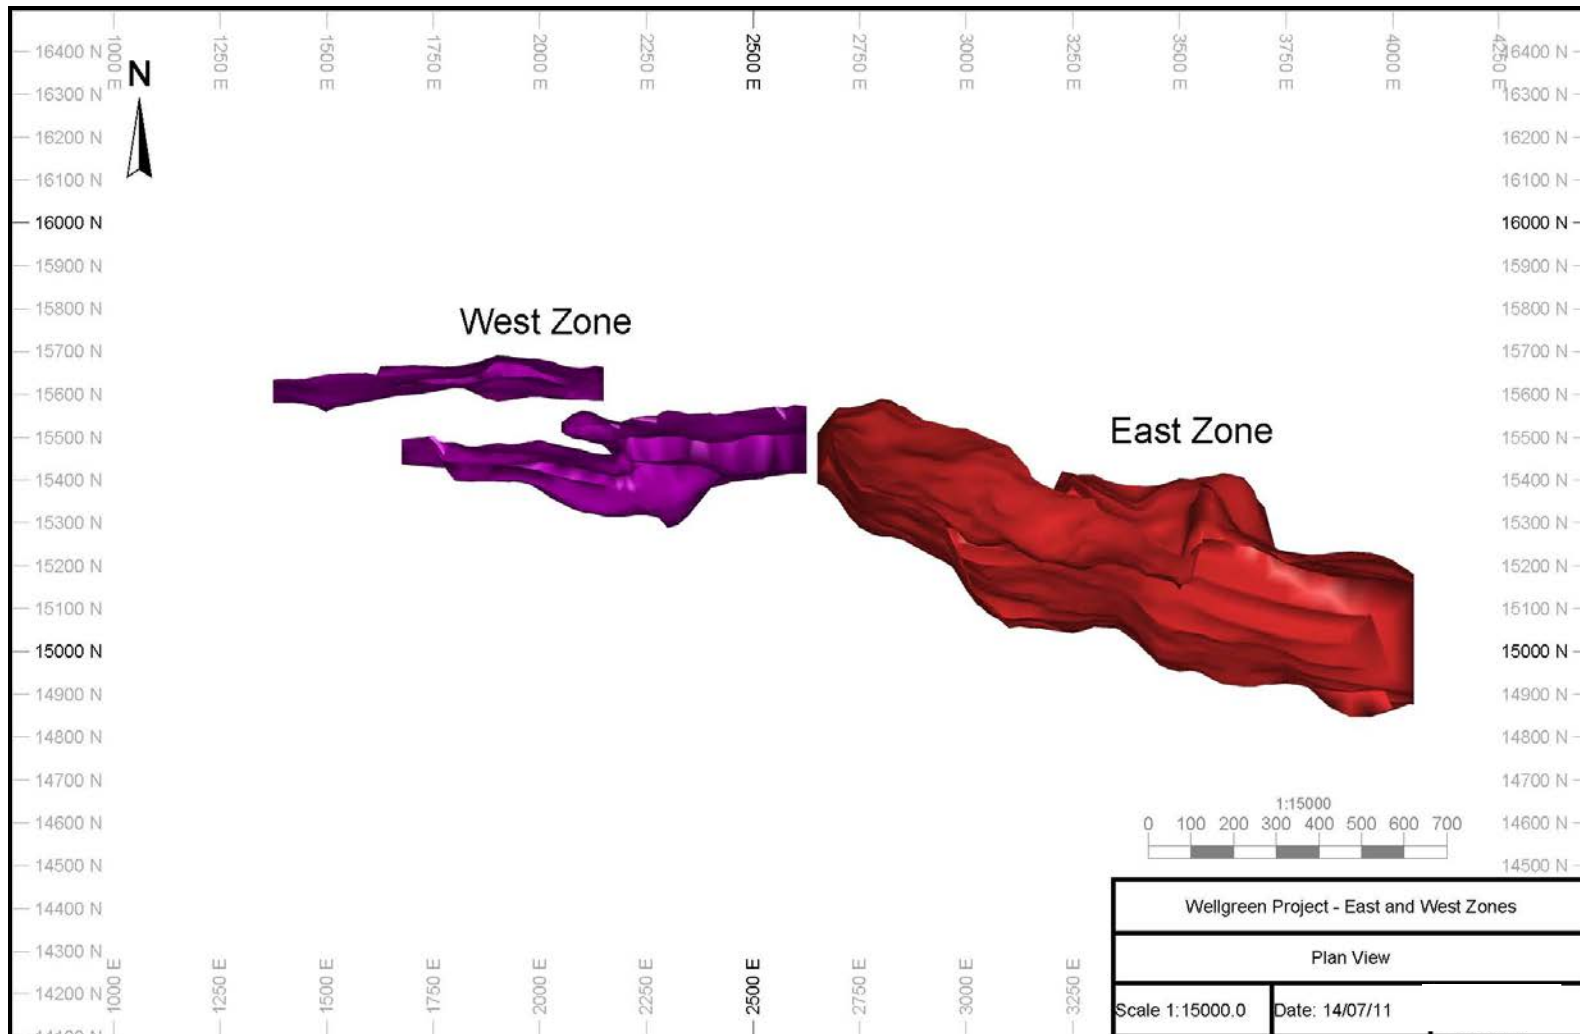 1000 E
1250 E
1500 E
1750 E
2000 E
2250 E
2500 E
2750 E
3000 E
3250 E
3500 E
3750 E
4000 E
4250 E
16400 N 16400 N
N
16300 N 16300 N
16200 N 16200 N
16100 N 16100 N
16000 N 16000 N
15900 N 15900 N
15800 N 15800 N
West Zone
15700 N 15700 N
15600 N 15600 N
15500 N 15500 N
East Zone
15400 N 15400 N
15300 N 15300 N
15200 N 15200 N
15100 N 15100 N
15000 N 15000 N
14900 N 14900 N
14800 N 14800 N
14700 N 14700 N
1:15000
14600 N 14600 N
0 100 200 300 400 500 600 700
14500 N 14500 N
14400 N
14300 N
14200 N
1000 E
1250 E
1500 E
1750 E
2000 E
2250 E
2500 E
2750 E
3000 E
3250 E
Wellgreen Project - East and West Zones
Plan View
Scale 1:15000.0 Date: 14/07/11